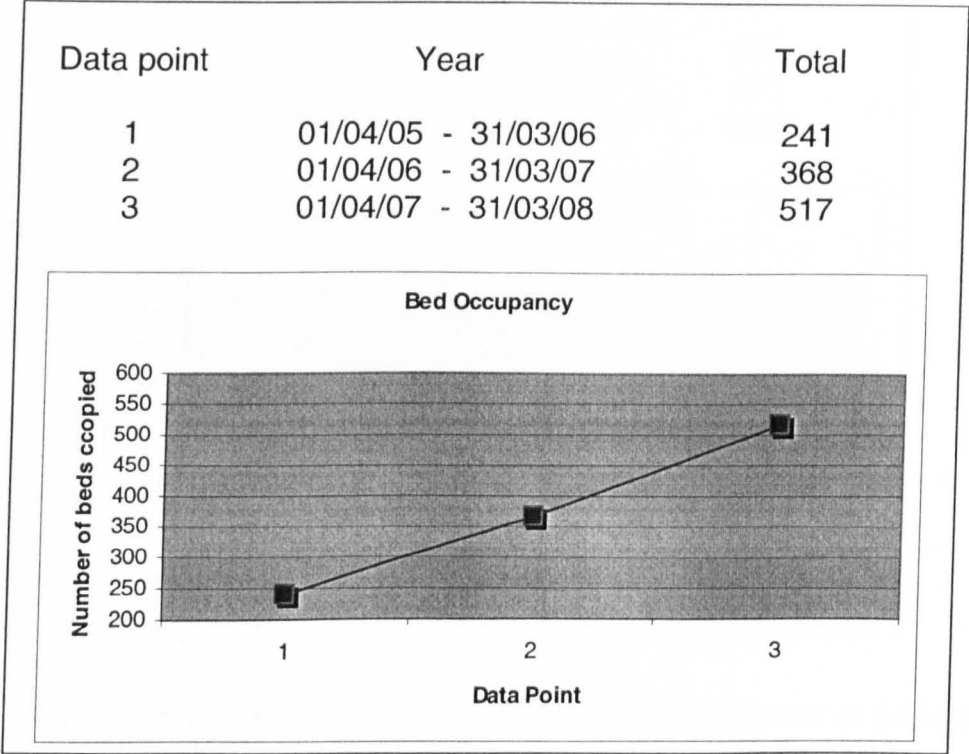 Data point Year Total
1 01/04/05 - 31/03/06 241
2 01/04/06 - 31/03/07 368
3 01/04/07 - 31/03/08 517
Bed Occupancy
Number of beds ccopied
600
550
500
450
400
350
300
250
200
1 2 3
Data Point